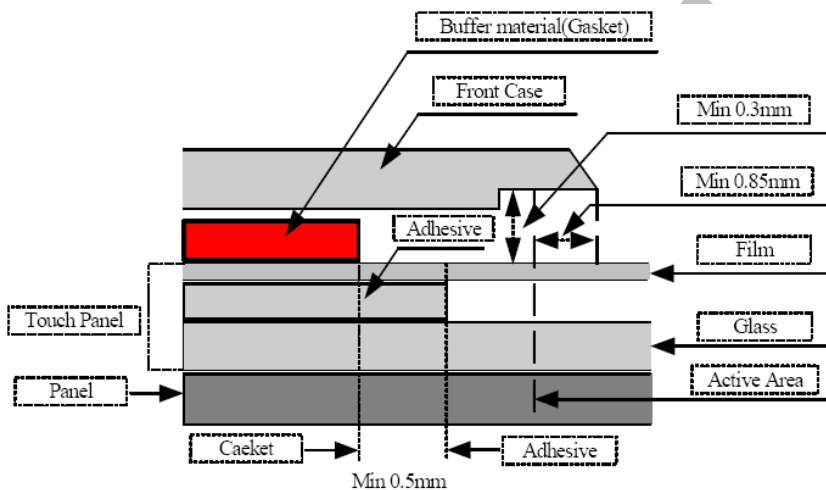 Buffer material(Gasket)
Front Case
Min 0.3mm
Min 0.85mm
Adhesive
Film
Touch Panel
Glass
Panel
Active Area
Caeket
Adhesive
Min 0.5mm